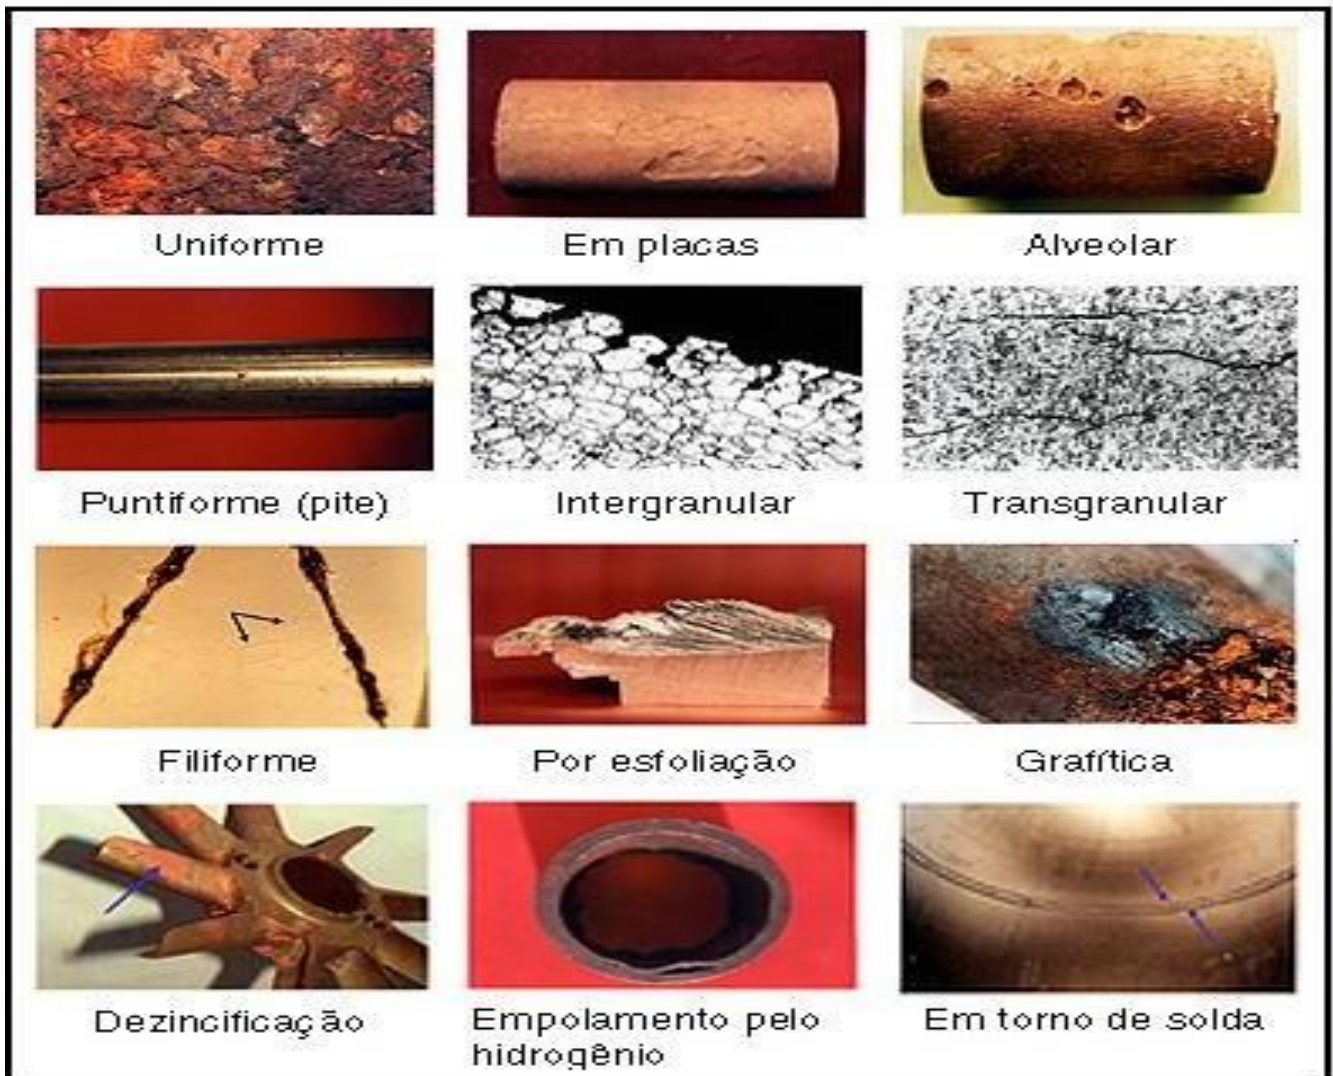 Uniforme
Em placas
Alveolar
Puntiforme (pite)
Intergranular
Transgranular
Filiforme
Por esfoliação
Grafítica
Dezincificação
Empolamento pelo
hidrogênio
Em torno de solda